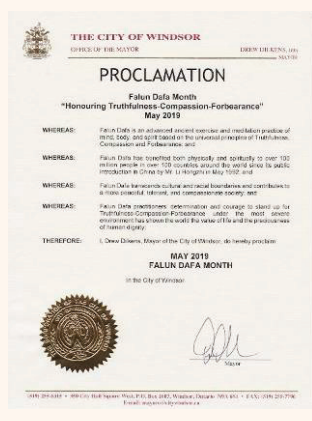 THE CITY OF WINDSOR
OFFICE OF THE MAYOR
DREW DILKENS,
MAYOR
PROCLAMATION
Falun Dafa Month
"Honouring Truthfulness-Compassion-Forbearance"
May 2019
WHEREAS: Falun Dafa is an advanced ancient exercise and meditation practice of
mind, body, and spirit based on the universal principles of Truthfulness,
Compassion and Forbearance; and
WHEREAS: Falun Dafa has benefited both physically and spiritually to over 100
million people in over 100 countries around the world since its public
introduction in China by Mr. Li Hongzhi in May 1992; and
WHEREAS: Falun Dafa transcends cultural and racial boundaries and contributes to
a more peaceful, tolerant, and compassionate society; and
WHEREAS: Falun Dafa practitioners' determination and courage to stand up for
Truthfulness-Compassion-Forbearance under the most severe
environment has shown the world the value of life and the preciousness
of human dignity;
THEREFORE: I, Drew Dilkens, Mayor of the City of Windsor, do hereby proclaim
MAY 2019
FALUN DAFA MONTH
in the City of Windsor
Mayor
City Hall Square West, P.O. Box Windsor, Ontario